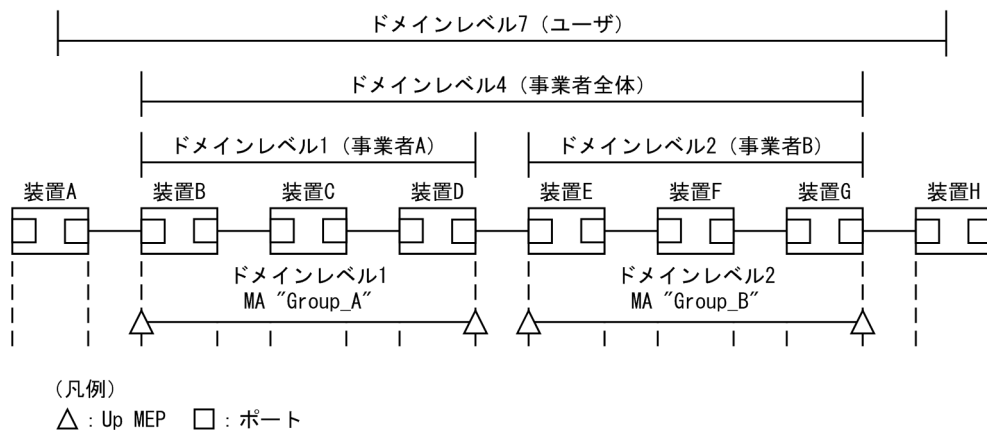 ドメインレベル7（ユーザ）
ドメインレベル4（事業者全体）
ドメインレベル1（事業者A） ドメインレベル2（事業者B）
装置A 装置B 装置C 装置D 装置E 装置F 装置G 装置H
ドメインレベル1 ドメインレベル2
MA "Group_A" MA "Group_B"
（凡例）
：Up MEP ：ポート